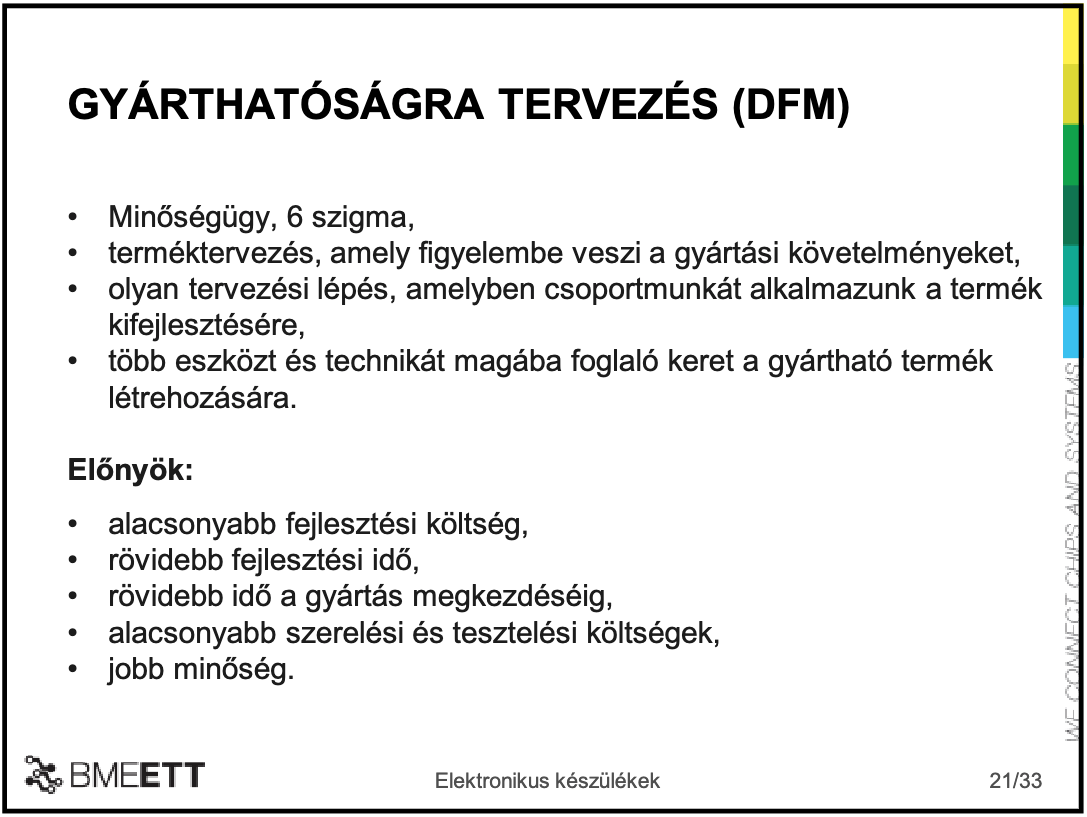 GYÁRTHATÓSÁGRA TERVEZÉS (DFM)
• Minőségügy, 6 szigma,
• terméktervezés, amely figyelembe veszi a gyártási követelményeket,
• olyan tervezési lépés, amelyben csoportmunkát alkalmazunk a termék
kifejlesztésére,
• több eszközt és technikát magába foglaló keret a gyártható termék
létrehozására.
Előnyök:
• alacsonyabb fejlesztési költség,
• rövidebb fejlesztési idő,
• rövidebb idő a gyártás megkezdéséig,
• alacsonyabb szerelési és tesztelési költségek,
• jobb minőség.
WE CONNECT CHIPS AND SYSTEMS
BMEETT
Elektronikus készülékek
21/33